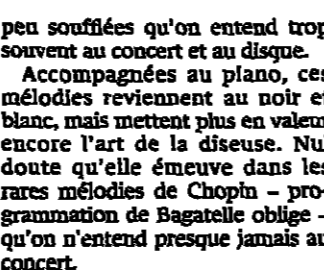 peu soufflées qu'on entend trop
souvent au concert et au disque.
Accompagnées au piano, ces
mélodies reviennent au noir et
blanc, mais mettent plus en valeur
encore l'art de la diseuse. Nul
doute qu'elle émeuve dans les
rares mélodies de Chopin – pro-
grammation de Bagatelle oblige –
qu'on n'entend presque jamais au
concert.